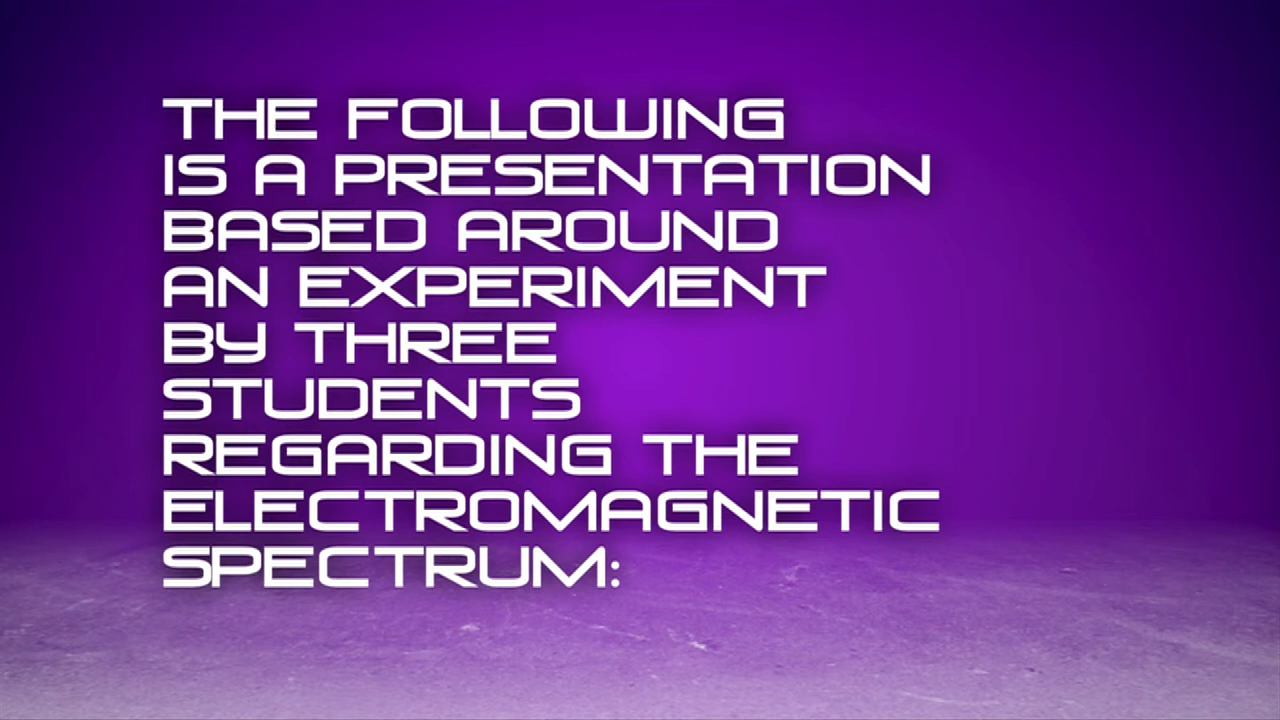 THE FOLLOWING
IS A PRESENTATION
BASED AROUND
AN EXPERIMENT
BY THREE
STUDENTS
REGARDING THE
ELECTROMAGNETIC
SPECTRUM: